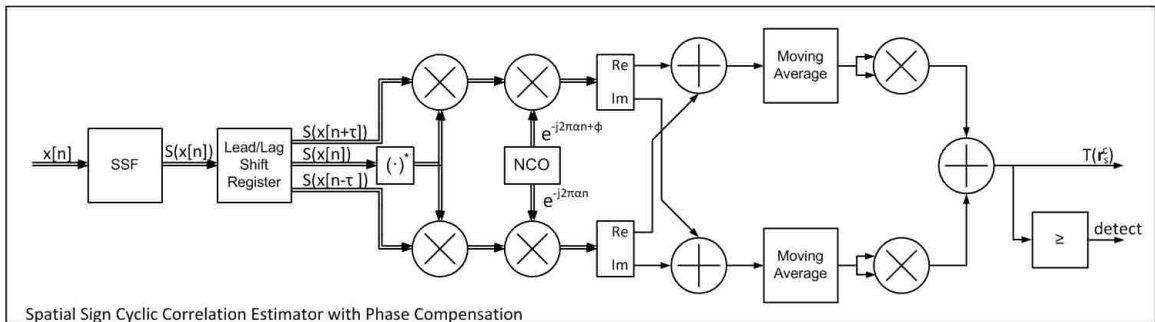 x[n]
SSF
S(x[n])
Lead/Lag
Shift
Register
S(x[n+τ])
S(x[n])
S(x[n-τ])
(·)*
e^-j2παn+ϕ
NCO
e^-j2παn
Re
Im
Re
Im
Moving
Average
Moving
Average
T(r_s^c)
≥
detect
Spatial Sign Cyclic Correlation Estimator with Phase Compensation